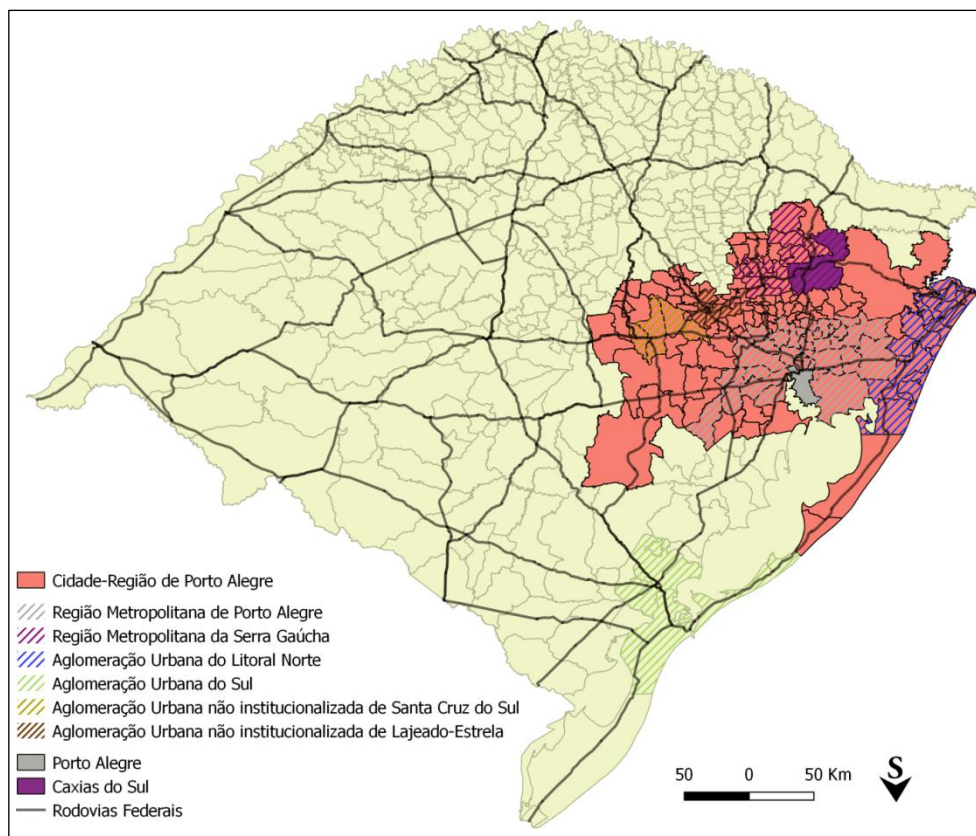 Cidade-Região de Porto Alegre
Região Metropolitana de Porto Alegre
Região Metropolitana da Serra Gaúcha
Aglomeração Urbana do Litoral Norte
Aglomeração Urbana do Sul
Aglomeração Urbana não institucionalizada de Santa Cruz do Sul
Aglomeração Urbana não institucionalizada de Lajeado-Estrela
Porto Alegre
Caxias do Sul
Rodovias Federais
50 0 50 Km
S